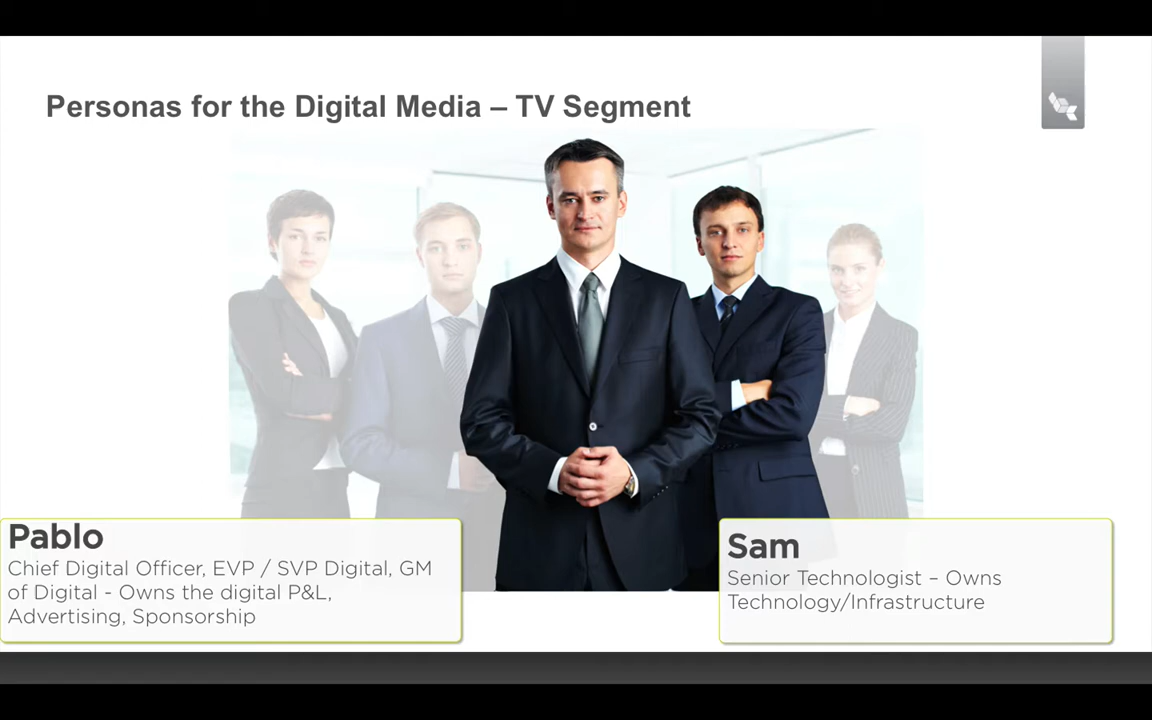 Personas for the Digital Media – TV Segment
Pablo
Chief Digital Officer, EVP / SVP Digital, GM
of Digital - Owns the digital P&L,
Advertising, Sponsorship
Sam
Senior Technologist – Owns
Technology/Infrastructure